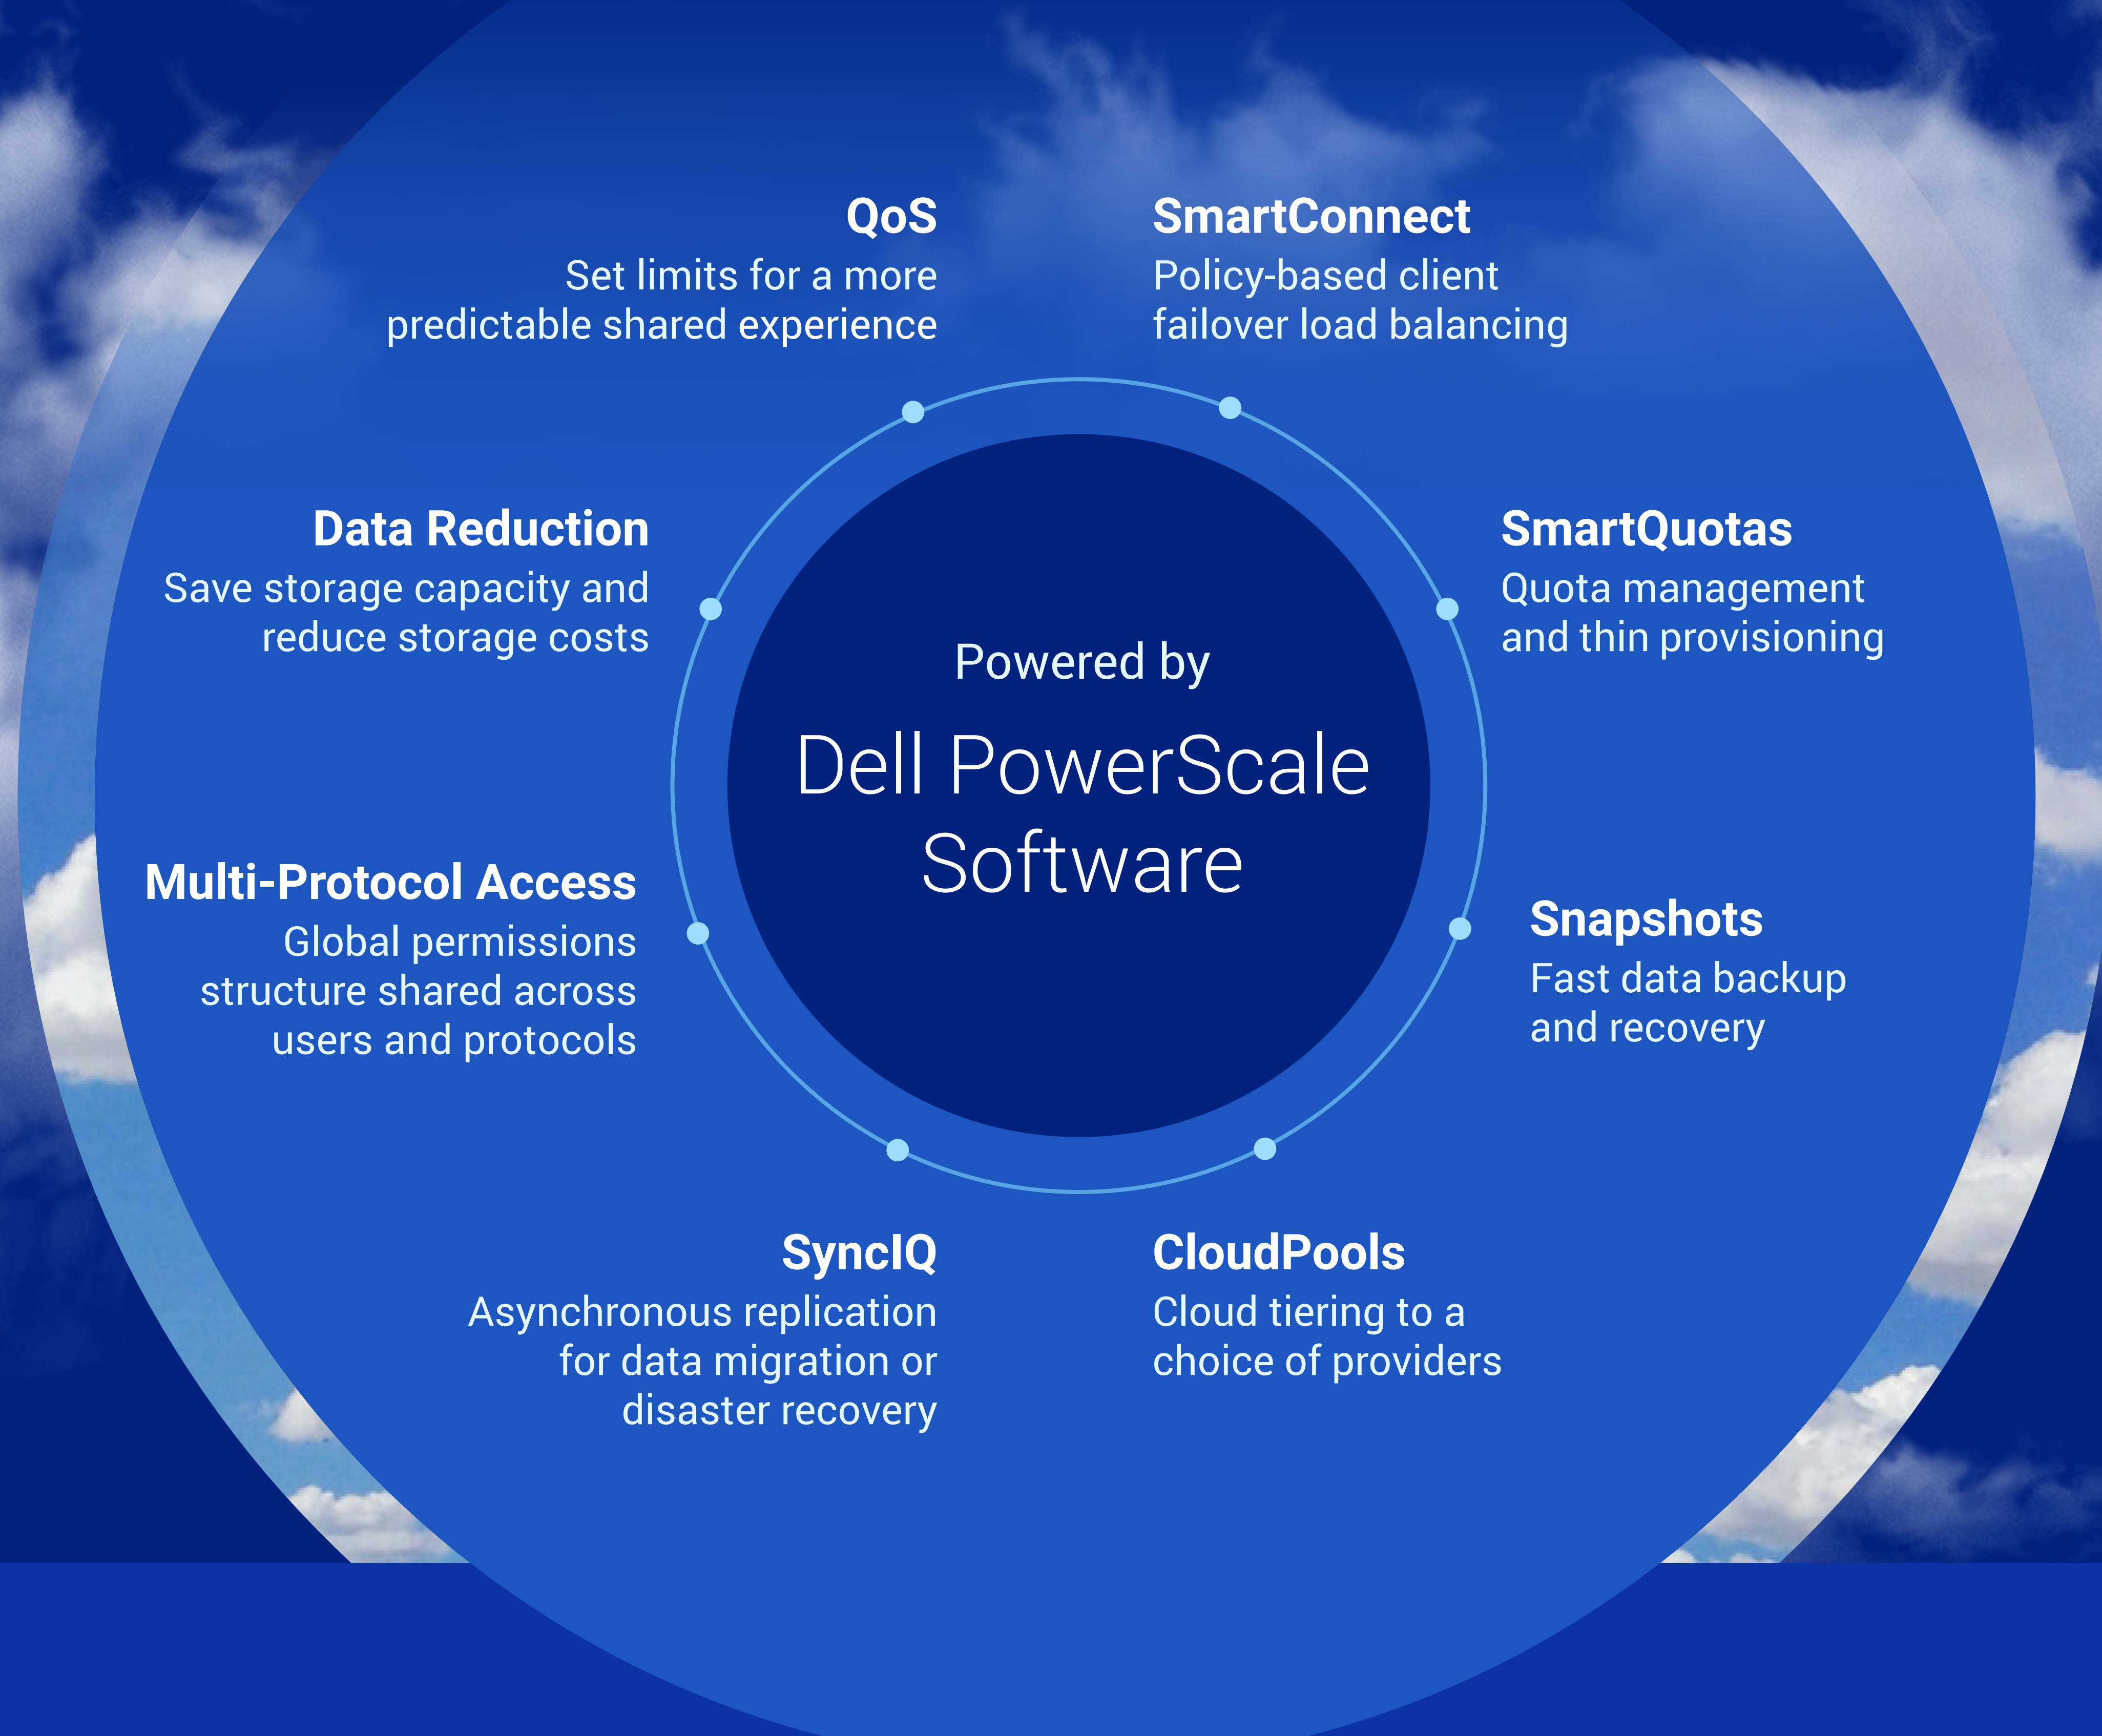 QoS
Set limits for a more
predictable shared experience
SmartConnect
Policy-based client
failover load balancing
Data Reduction
Save storage capacity and
reduce storage costs
SmartQuotas
Quota management
and thin provisioning
Powered by
Dell PowerScale
Software
Multi-Protocol Access
Global permissions
structure shared across
users and protocols
Snapshots
Fast data backup
and recovery
SyncIQ
Asynchronous replication
for data migration or
disaster recovery
CloudPools
Cloud tiering to a
choice of providers